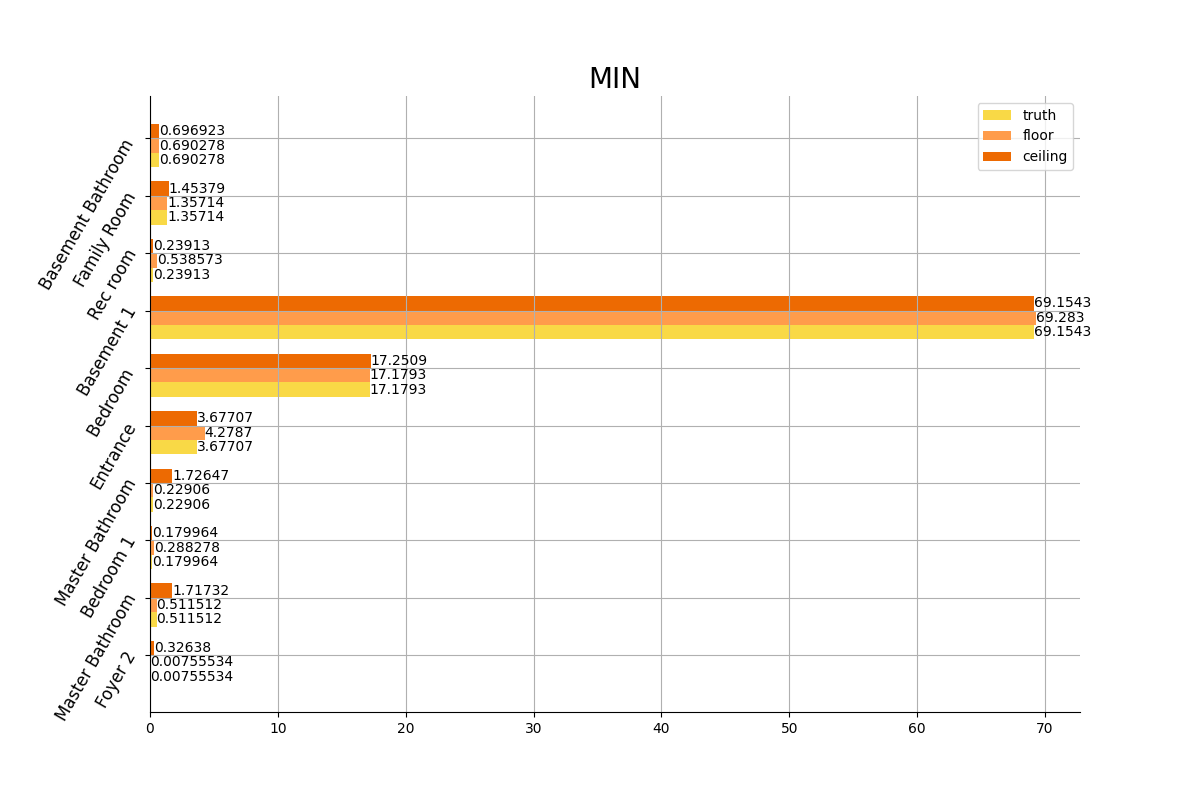 MIN
truth
floor
ceiling
Basement Bathroom
0.696923
0.690278
0.690278
Family Room
1.45379
1.35714
1.35714
Rec room
0.23913
0.538573
0.23913
Basement 1
69.1543
69.283
69.1543
Bedroom
17.2509
17.1793
17.1793
Entrance
3.67707
4.2787
3.67707
Master Bathroom
1.72647
0.22906
0.22906
Bedroom 1
0.179964
0.288278
0.179964
Master Bathroom
1.71732
0.511512
0.511512
Foyer 2
0.32638
0.00755534
0.00755534
0 10 20 30 40 50 60 70